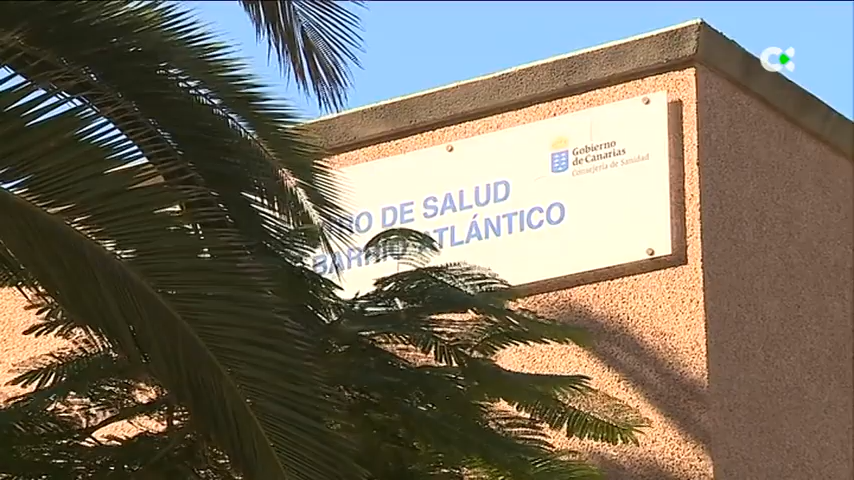 Gobierno
de Canarias
Consejería de Sanidad
DE SALUD
ATLÁNTICO